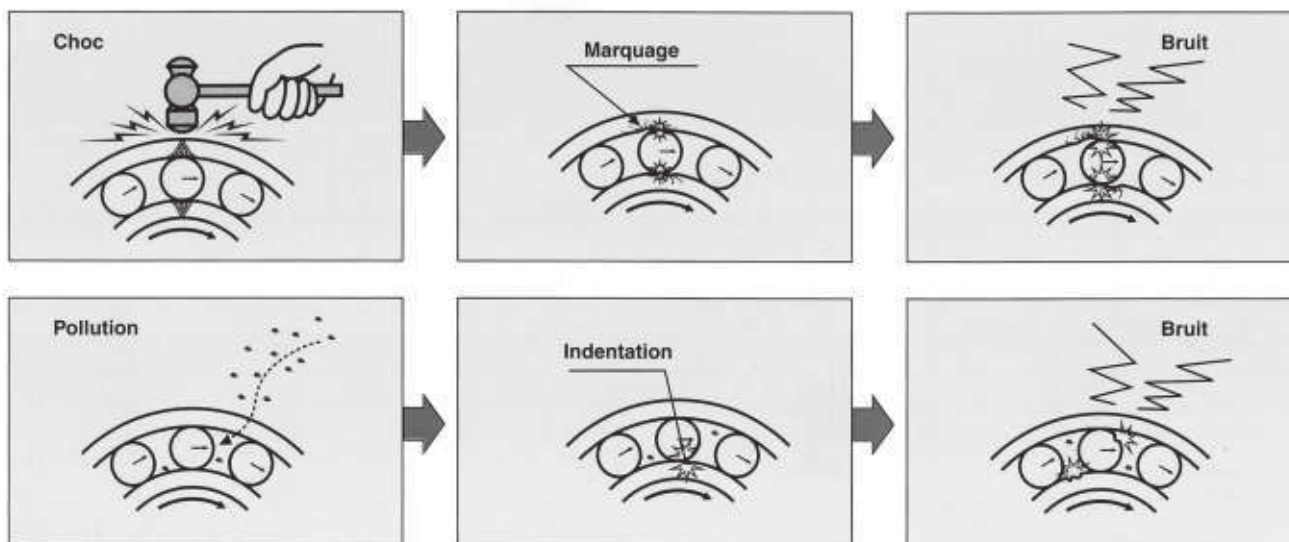 Choc
Marquage
Bruit
Pollution
Indentation
Bruit